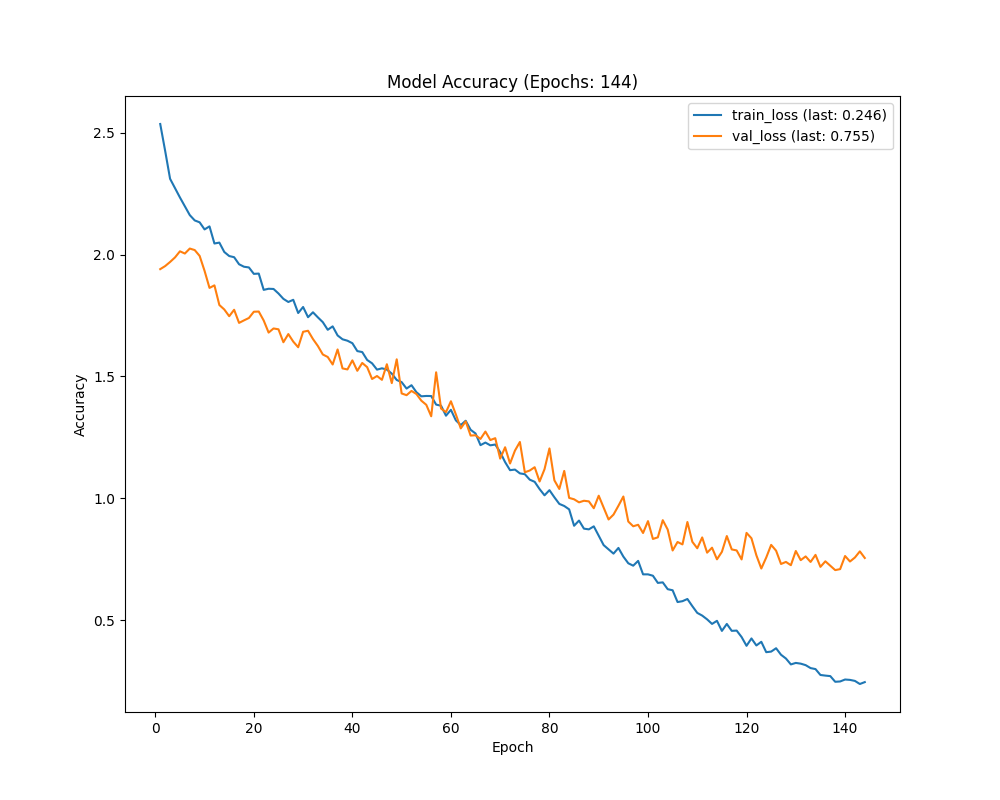 Model Accuracy (Epochs: 144)
train_loss (last: 0.246)
val_loss (last: 0.755)
2.5
2.0
1.5
1.0
0.5
Accuracy
0 20 40 60 80 100 120 140
Epoch